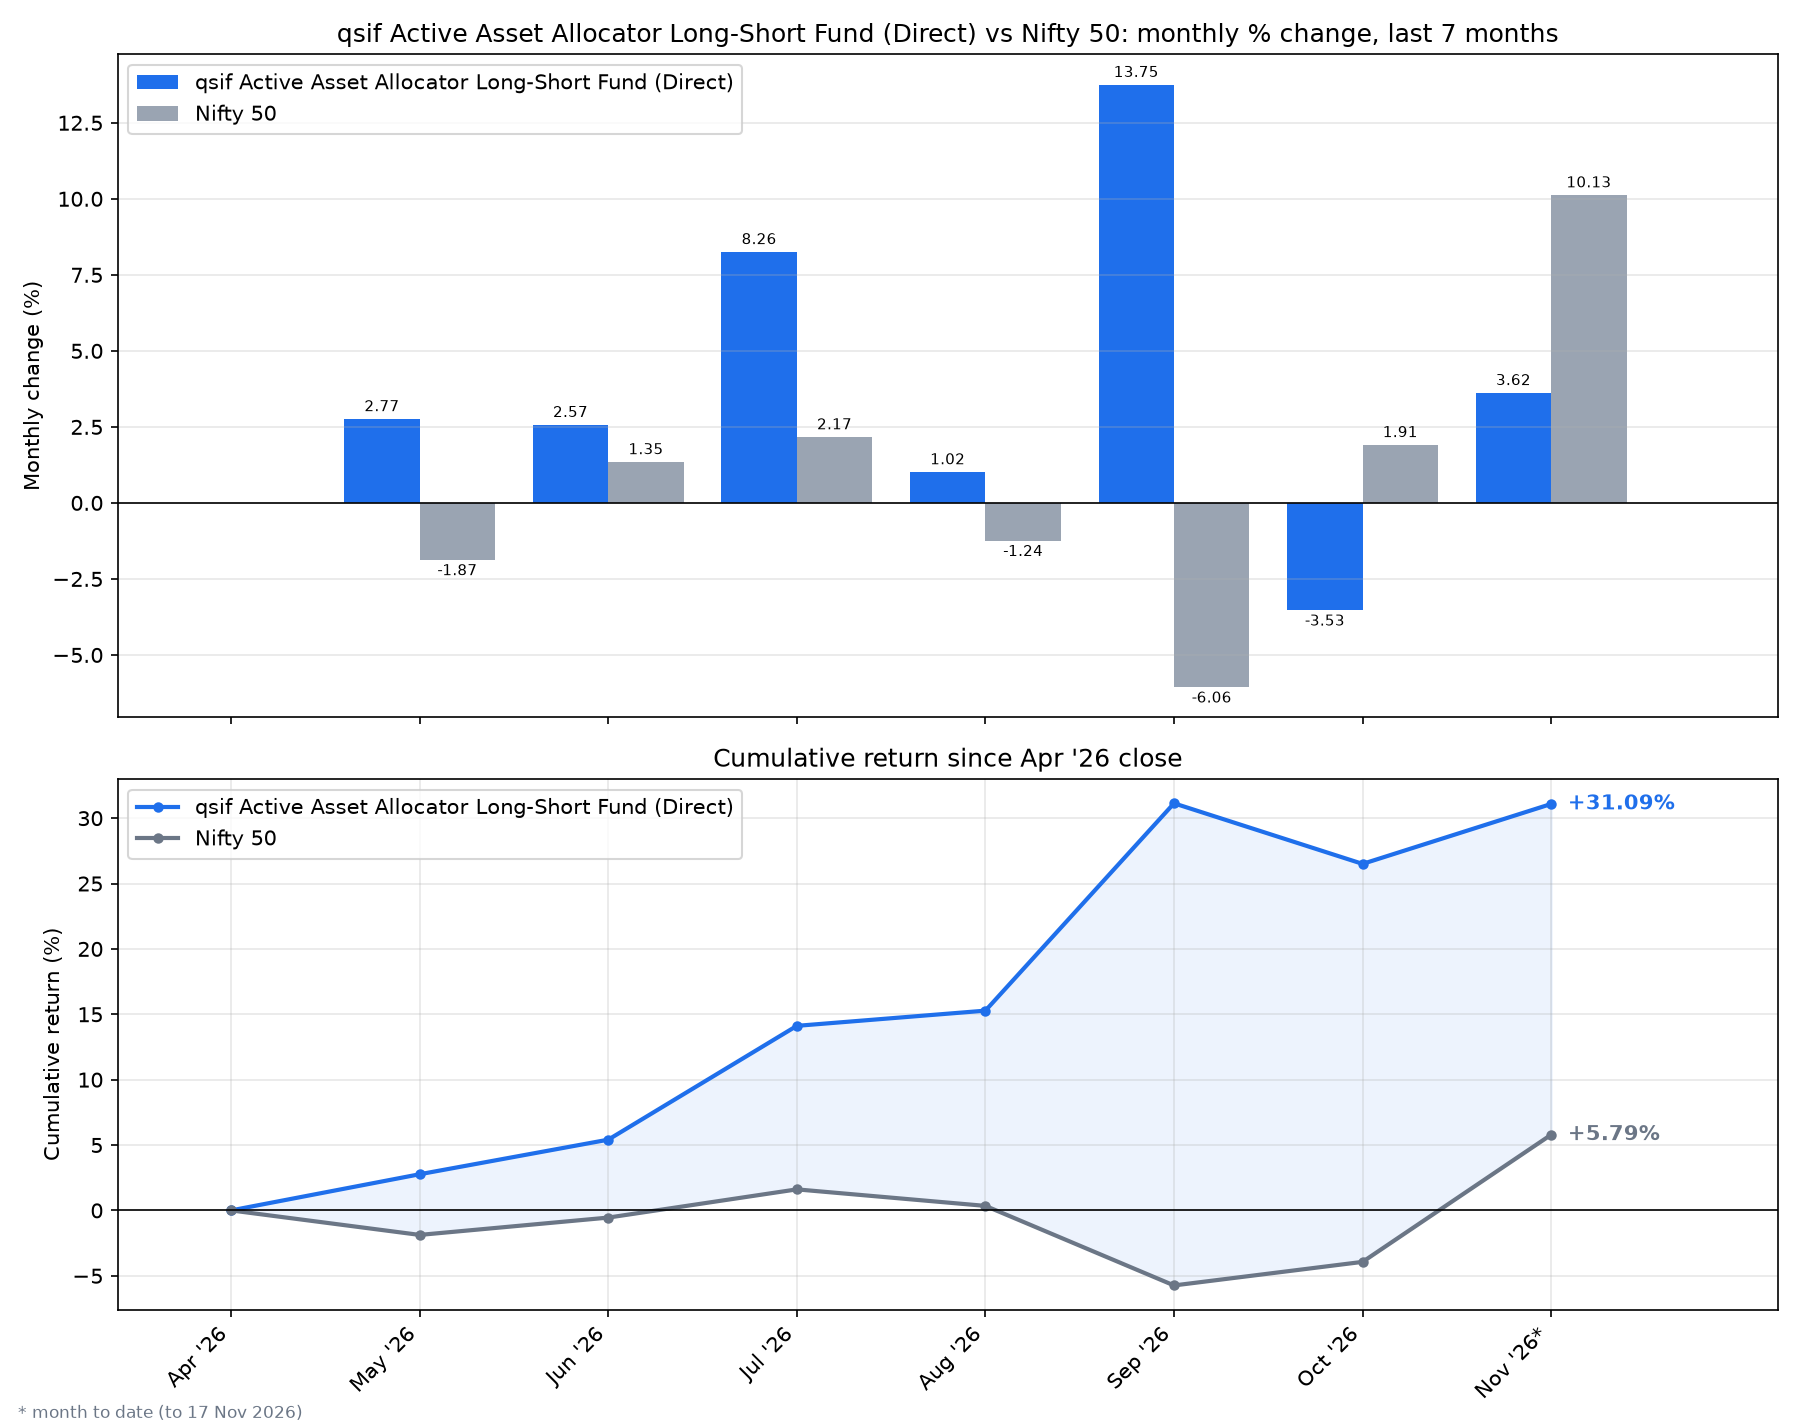 qsif Active Asset Allocator Long-Short Fund (Direct) vs Nifty 50: monthly % change, last 7 months
qsif Active Asset Allocator Long-Short Fund (Direct)
Nifty 50
Monthly change (%)
12.5
10.0
7.5
5.0
2.5
0.0
−2.5
−5.0
2.77
-1.87
2.57
1.35
8.26
2.17
1.02
-1.24
13.75
-6.06
-3.53
1.91
3.62
10.13
Cumulative return since Apr '26 close
qsif Active Asset Allocator Long-Short Fund (Direct)
Nifty 50
Cumulative return (%)
30
25
20
15
10
5
0
−5
+31.09%
+5.79%
Apr '26
May '26
Jun '26
Jul '26
Aug '26
Sep '26
Oct '26
Nov '26*
* month to date (to 17 Nov 2026)